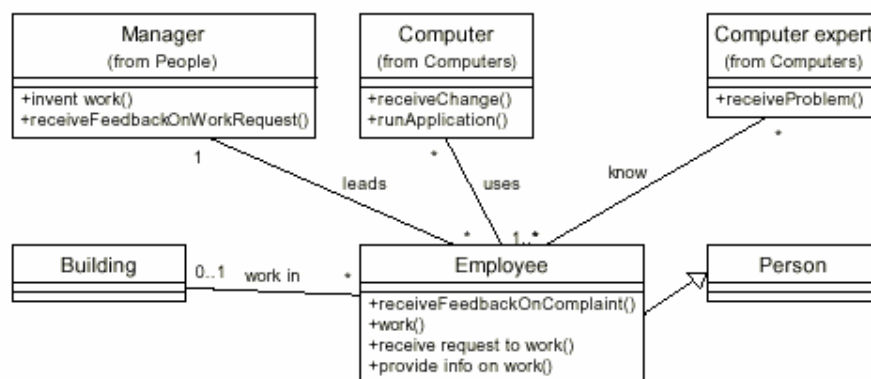 Manager
(from People)
+invent work()
+receiveFeedbackOnWorkRequest()
Computer
(from Computers)
+receiveChange()
+runApplication()
Computer expert
(from Computers)
+receiveProblem()
1
leads
*
*
uses
1..*
*
know
Building
0..1
work in
*
Employee
+receiveFeedbackOnComplaint()
+work()
+receive request to work()
+provide info on work()
Person